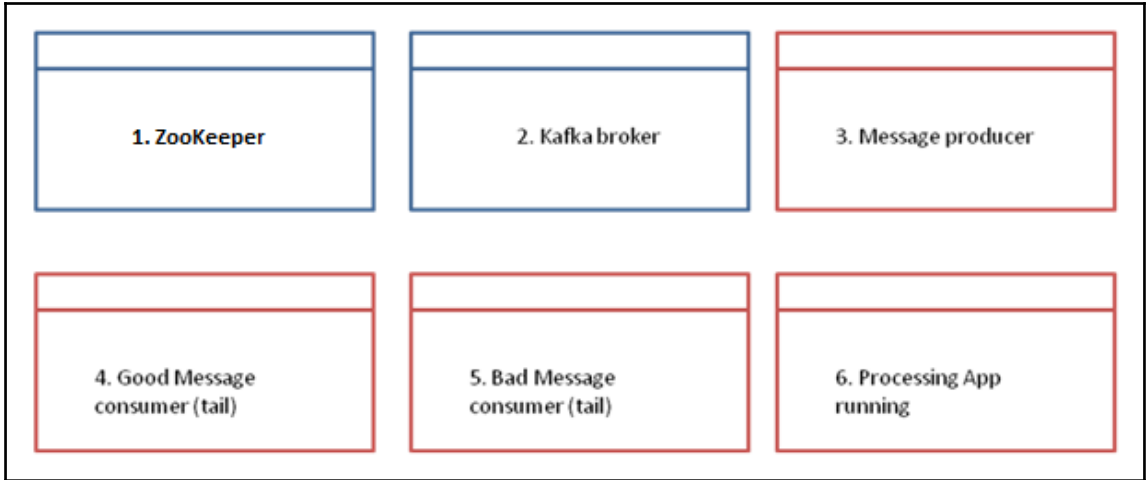 1. ZooKeeper
2. Kafka broker
3. Message producer
4. Good Message
consumer (tail)
5. Bad Message
consumer (tail)
6. Processing App
running